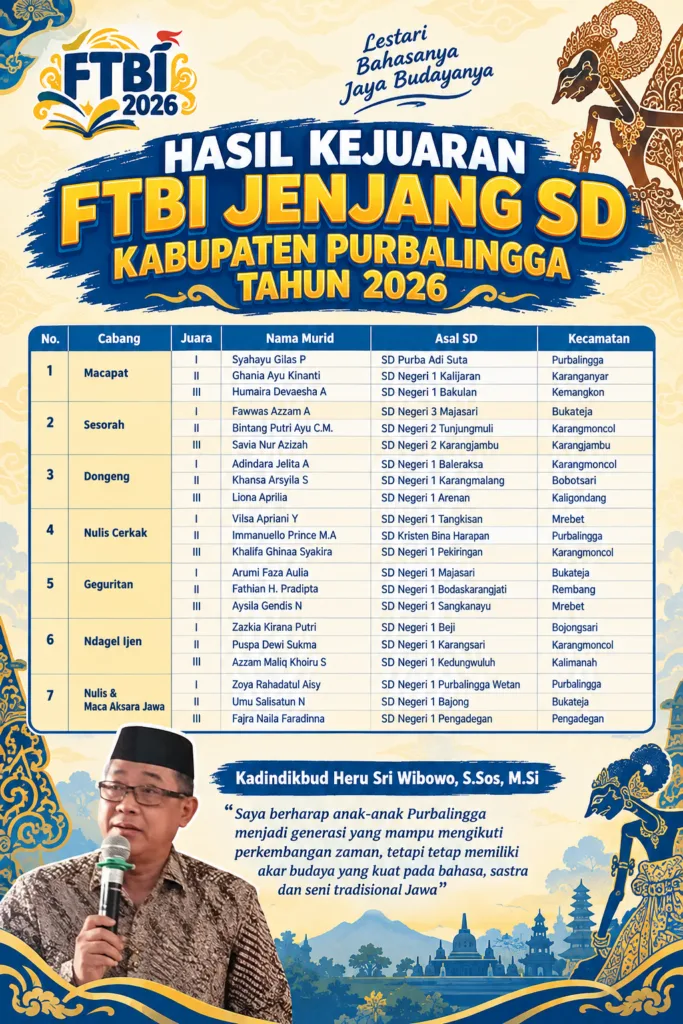 FTBI
2026
Lestari
Bahasanya
Jaya Budayanya
HASIL KEJUARAN
FTBI JENJANG SD
KABUPATEN PURBALINGGA
TAHUN 2026
No. Cabang Juara Nama Murid Asal SD Kecamatan
1 Macapat I Syahayu Gilas P SD Purba Adi Suta Purbalingga
II Ghania Ayu Kinanti SD Negeri 1 Kalijaran Karanganyar
III Humaira Devaesha A SD Negeri 1 Bakulan Kemangkon
2 Sesorah I Fawwas Azzam A SD Negeri 3 Majasari Bukateja
II Bintang Putri Ayu C.M. SD Negeri 2 Tunjungmuli Karangmoncol
III Savia Nur Azizah SD Negeri 2 Karangjambu Karangjambu
3 Dongeng I Adindara Jelita A SD Negeri 1 Baleraksa Karangmoncol
II Khansa Arsyila S SD Negeri 1 Karangmalang Bobotsari
III Liona Aprilia SD Negeri 1 Arenan Kaligondang
4 Nulis Cerkak I Vilsa Apriani Y SD Negeri 1 Tangkisan Mrebet
II Immanuello Prince M.A SD Kristen Bina Harapan Purbalingga
III Khalifa Ghinaa Syakira SD Negeri 1 Pekiringan Karangmoncol
5 Geguritan I Arumi Faza Aulia SD Negeri 1 Majasari Bukateja
II Fathian H. Pradipta SD Negeri 1 Bodaskarangjati Rembang
III Aysila Gendis N SD Negeri 1 Sangkanayu Mrebet
6 Ndagel Ijen I Zazkia Kirana Putri SD Negeri 1 Beji Bojongsari
II Puspa Dewi Sukma SD Negeri 1 Karangsari Karangmoncol
III Azzam Maliq Khoiru S SD Negeri 1 Kedungwuluh Kalimanah
7 Nulis & Maca Aksara Jawa I Zoya Rahadatul Aisy SD Negeri 1 Purbalingga Wetan Purbalingga
II Umu Salisatun N SD Negeri 1 Bajong Bukateja
III Fajra Naila Faradinna SD Negeri 1 Pengadegan Pengadegan
Kadindikbud Heru Sri Wibowo, S.Sos, M.Si
“Saya berharap anak-anak Purbalingga
menjadi generasi yang mampu mengikuti
perkembangan zaman, tetapi tetap memiliki
akar budaya yang kuat pada bahasa, sastra
dan seni tradisional Jawa”